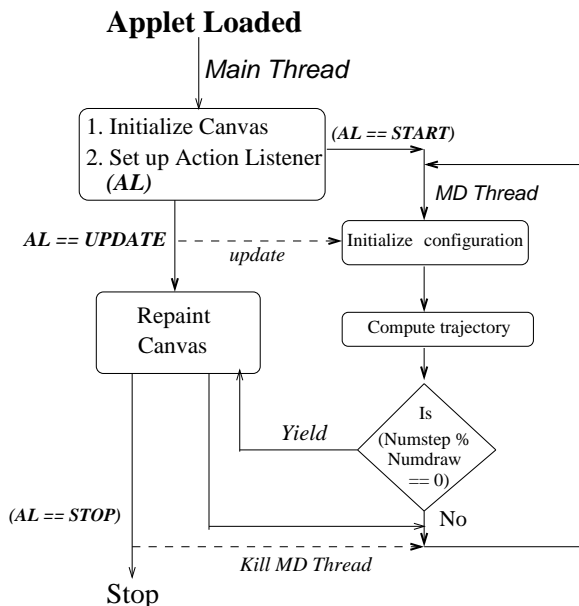 Applet Loaded
Main Thread
1. Initialize Canvas
2. Set up Action Listener
(AL)
(AL == START)
MD Thread
AL == UPDATE
update
Initialize configuration
Repaint
Canvas
Compute trajectory
Is
(Numstep %
Numdraw
== 0)
Yield
(AL == STOP)
No
Kill MD Thread
Stop